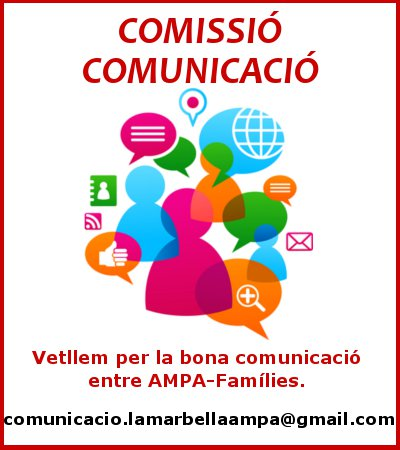 COMISSIÓ
COMUNICACIÓ
Vetllem per la bona comunicació
entre AMPA-Famílies.
comunicacio.lamarbellaampa@gmail.com